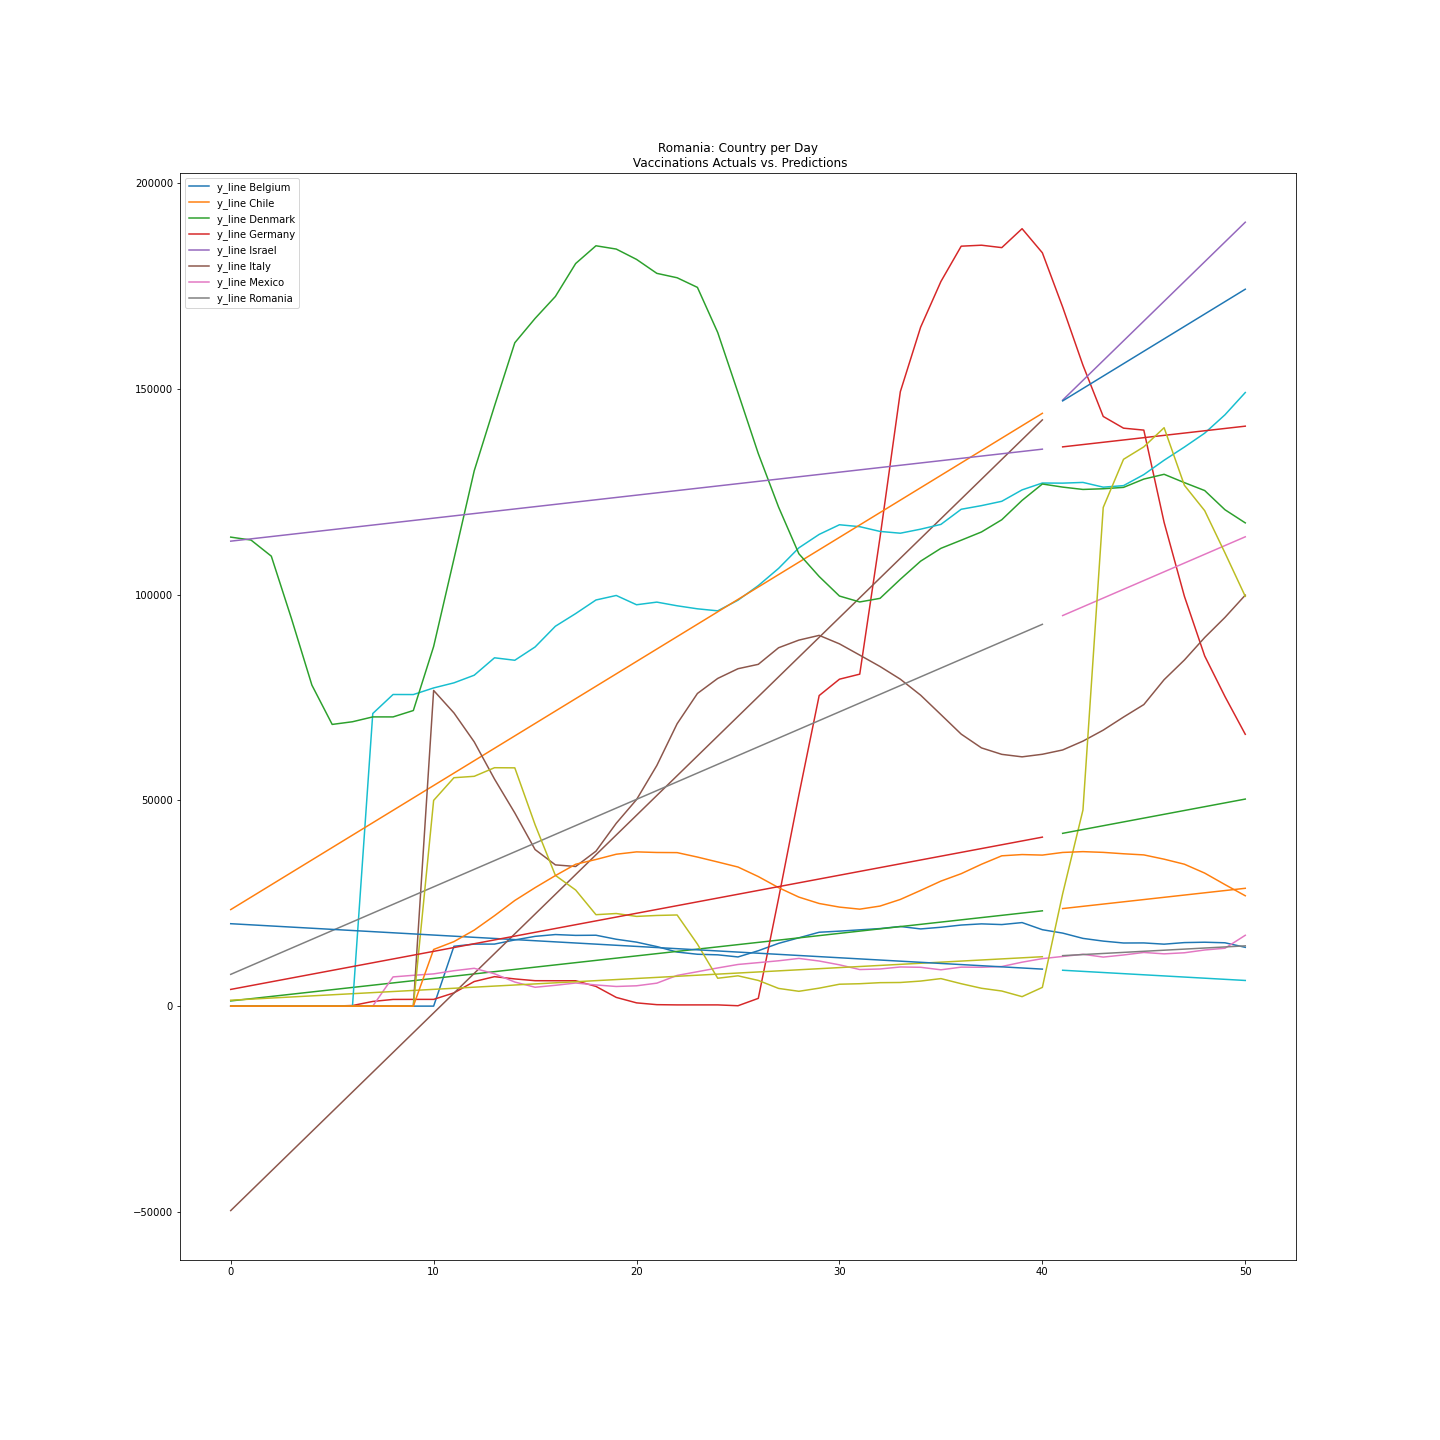 Romania: Country per Day
Vaccinations Actuals vs. Predictions
200000
150000
100000
50000
0
−50000
y_line Belgium
y_line Chile
y_line Denmark
y_line Germany
y_line Israel
y_line Italy
y_line Mexico
y_line Romania
0 10 20 30 40 50